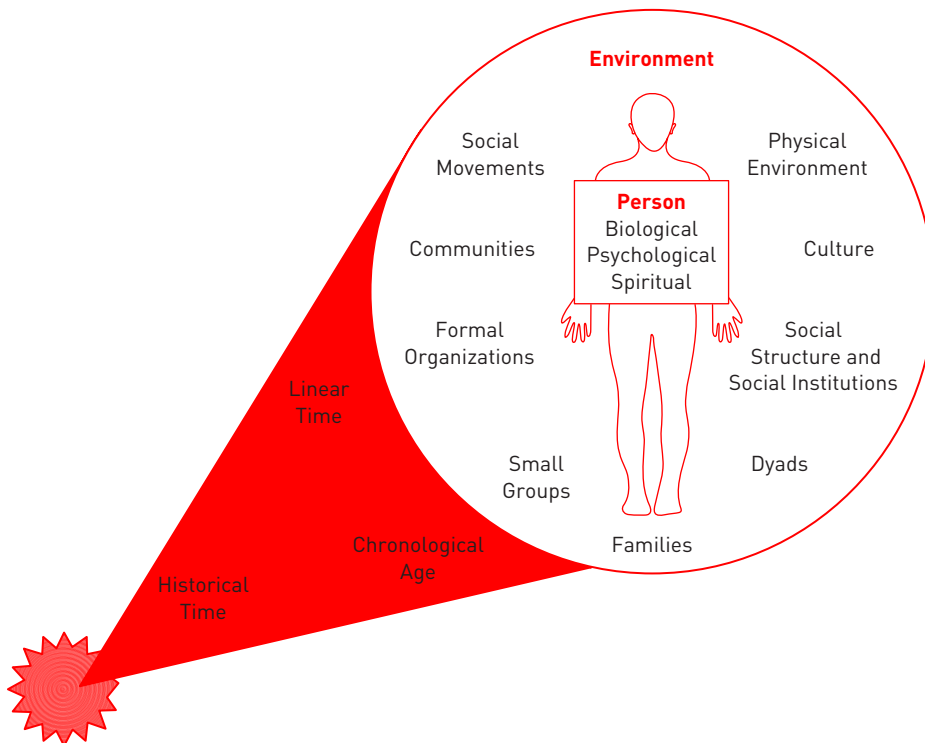 Environment
Social
Movements
Physical
Environment
Person
Biological
Psychological
Spiritual
Communities
Culture
Formal
Organizations
Social
Structure and
Social Institutions
Linear
Time
Small
Groups
Dyads
Families
Chronological
Age
Historical
Time